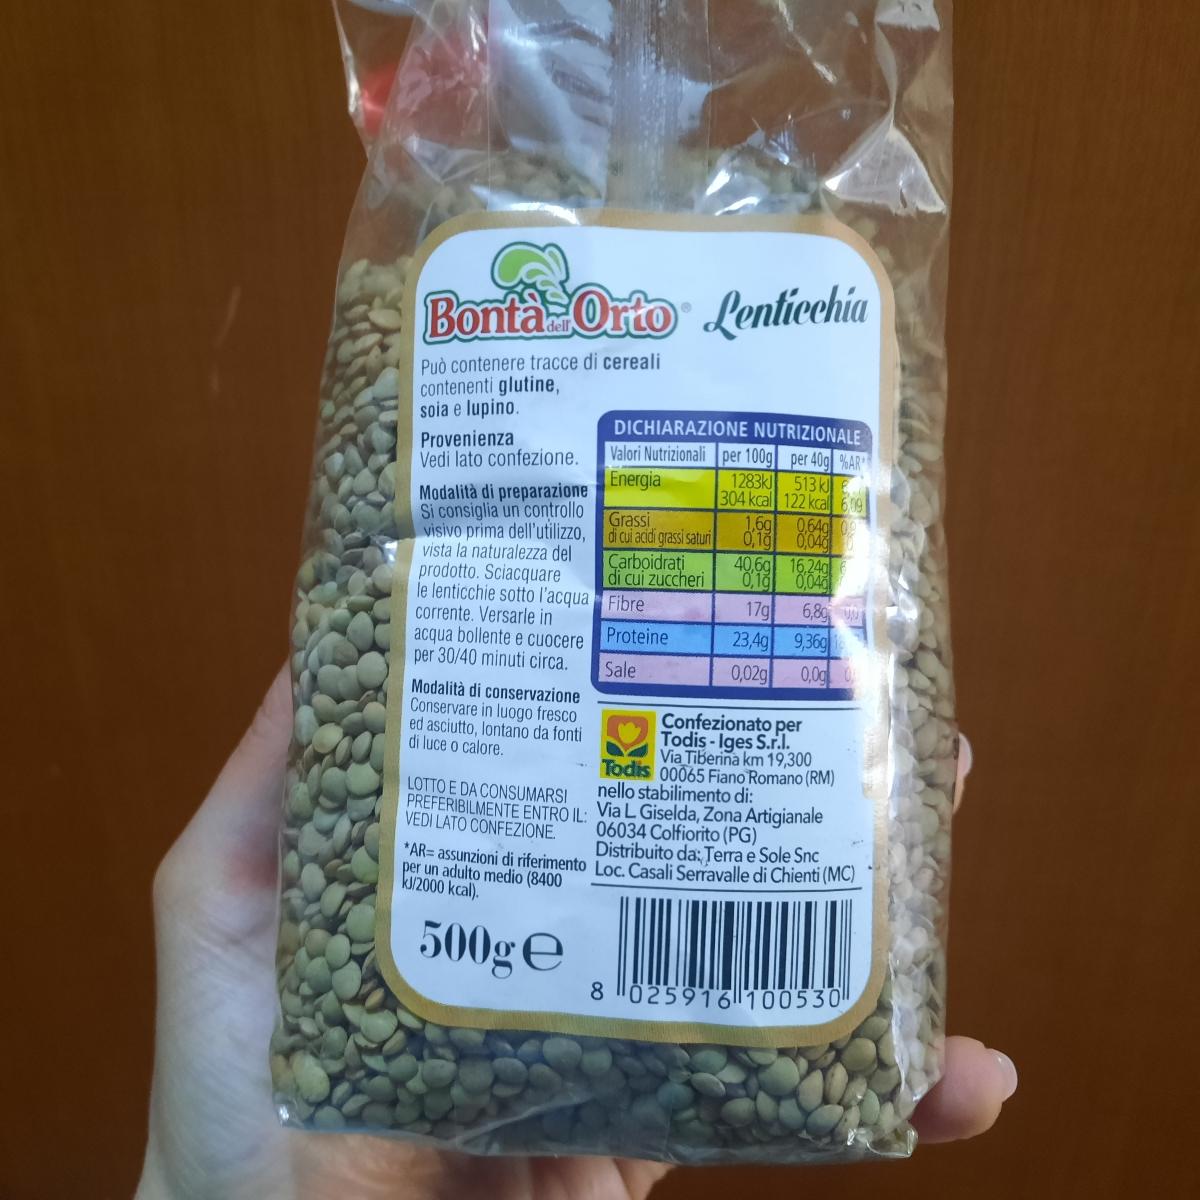 Bontà dell'Orto® Lenticchia
Può contenere tracce di cereali
contenenti glutine,
soia e lupino.
Provenienza
Vedi lato confezione.
Modalità di preparazione
Si consiglia un controllo
visivo prima dell'utilizzo,
vista la naturalezza del
prodotto. Sciacquare
le lenticchie sotto l'acqua
corrente. Versarle in
acqua bollente e cuocere
per 30/40 minuti circa.
Modalità di conservazione
Conservare in luogo fresco
ed asciutto, lontano da fonti
di luce o calore.
LOTTO E DA CONSUMARSI
PREFERIBILMENTE ENTRO IL:
VEDI LATO CONFEZIONE.
*AR= assunzioni di riferimento
per un adulto medio (8400
kJ/2000 kcal).
500g e
DICHIARAZIONE NUTRIZIONALE
Valori Nutrizionali per 100g per 40g %AR*
Energia 1283kJ 513 kJ
304 kcal 122 kcal 6,09
Grassi 1,6g 0,64g
di cui acidi grassi saturi 0,1g 0,04g
Carboidrati 40,6g 16,24g
di cui zuccheri 0,1g 0,04g
Fibre 17g 6,8g 0,0
Proteine 23,4g 9,36g
Sale 0,02g 0,0g
Todis
Confezionato per
Todis - Iges S.r.l.
Via Tiberina km 19,300
00065 Fiano Romano (RM)
nello stabilimento di:
Via L. Giselda, Zona Artigianale
06034 Colfiorito (PG)
Distribuito da: Terra e Sole Snc
Loc. Casali Serravalle di Chienti (MC)
8 025916 100530